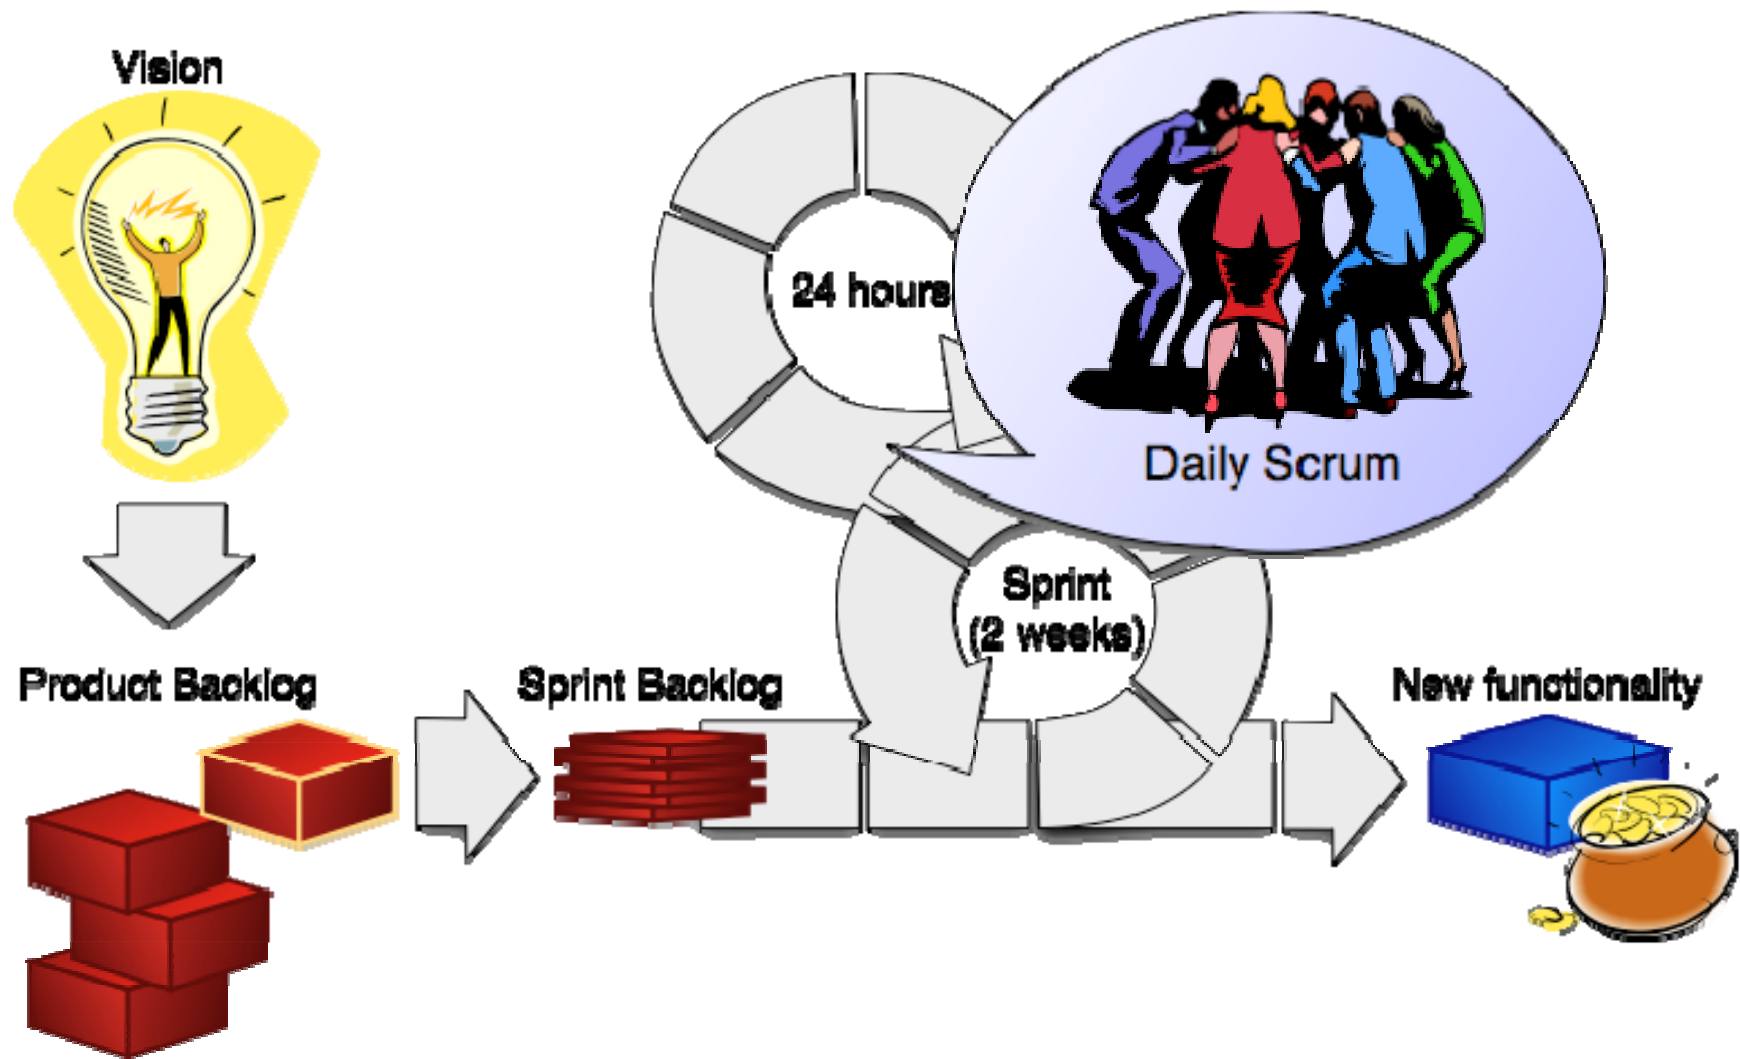 Vision
24 hours
Daily Scrum
Sprint
(2 weeks)
Product Backlog
Sprint Backlog
New functionality